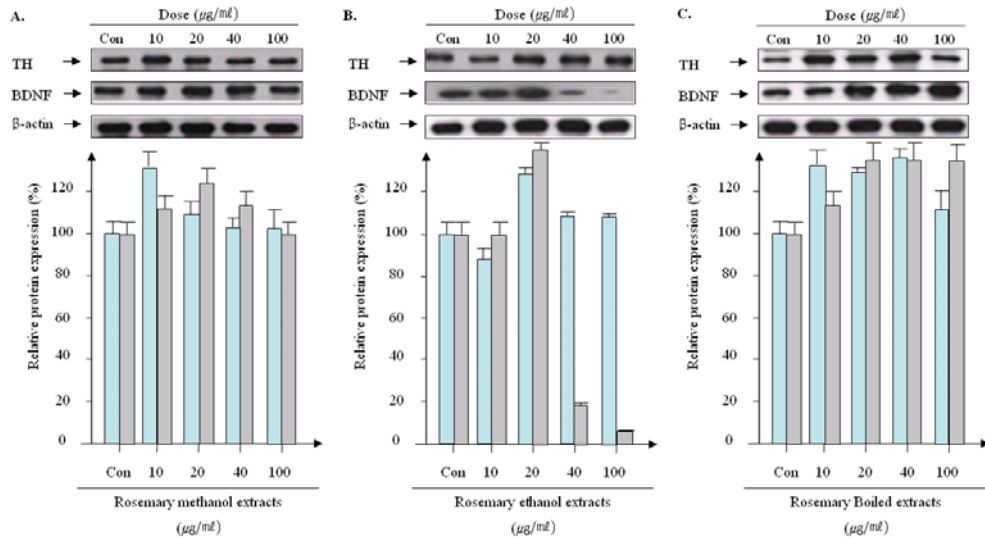 A.
Dose (㎍/㎖)
Con 10 20 40 100
TH
BDNF
β-actin
Relative protein expression (%)
120
100
80
60
40
20
0
Con 10 20 40 100
Rosemary methanol extracts
(㎍/㎖)
B.
Dose (㎍/㎖)
Con 10 20 40 100
TH
BDNF
β-actin
Relative protein expression (%)
120
100
80
60
40
20
0
Con 10 20 40 100
Rosemary ethanol extracts
(㎍/㎖)
C.
Dose (㎍/㎖)
Con 10 20 40 100
TH
BDNF
β-actin
Relative protein expression (%)
120
100
80
60
40
20
0
Con 10 20 40 100
Rosemary Boiled extracts
(㎍/㎖)